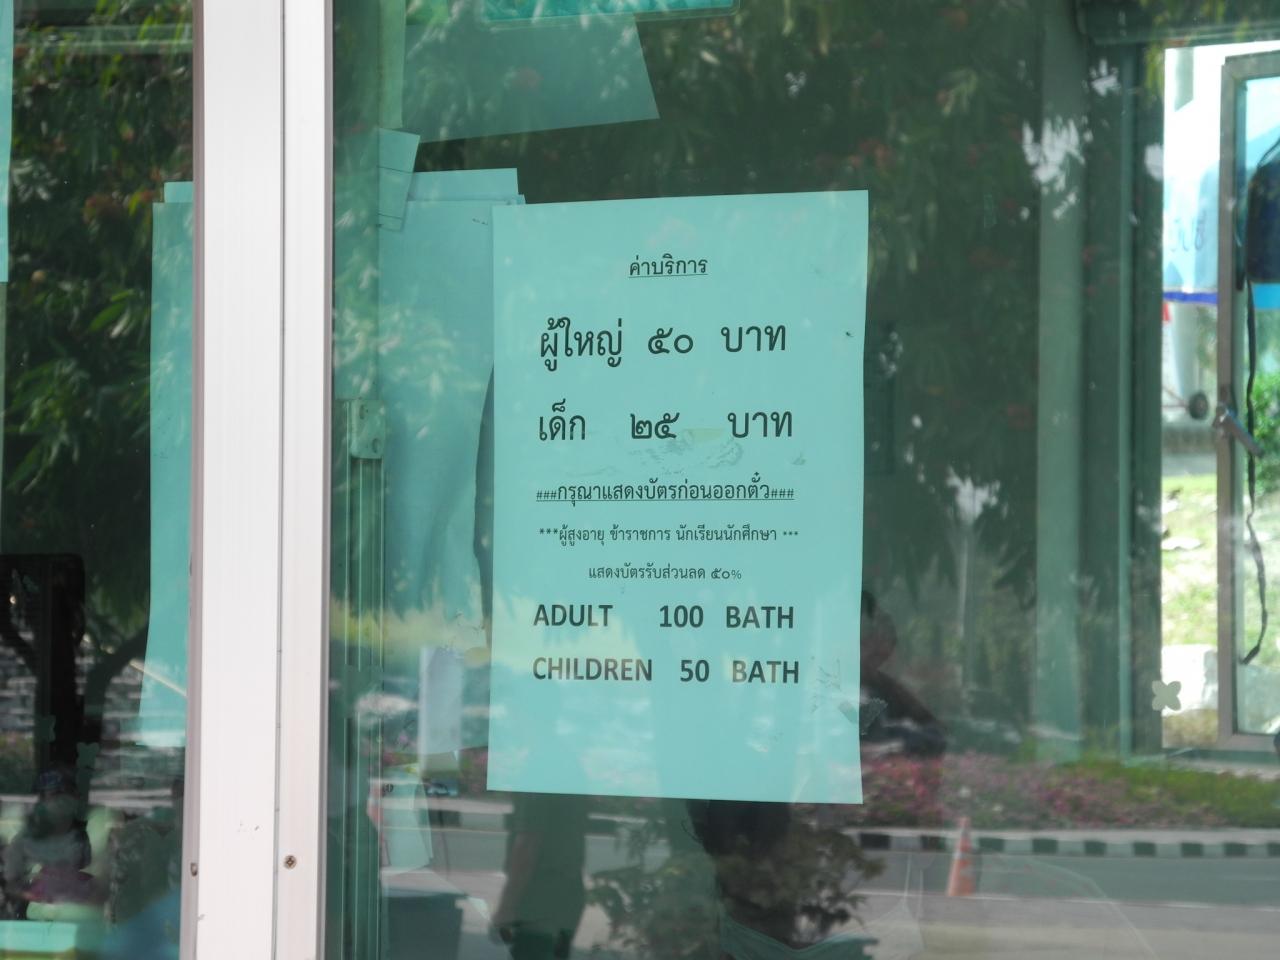 ค่าบริการ
ผู้ใหญ่ ๕๐ บาท
เด็ก ๒๕ บาท
###กรุณาแสดงบัตรก่อนออกตั๋ว###
***ผู้สูงอายุ ข้าราชการ นักเรียนนักศึกษา ***
แสดงบัตรรับส่วนลด ๕๐%
ADULT 100 BATH
CHILDREN 50 BATH